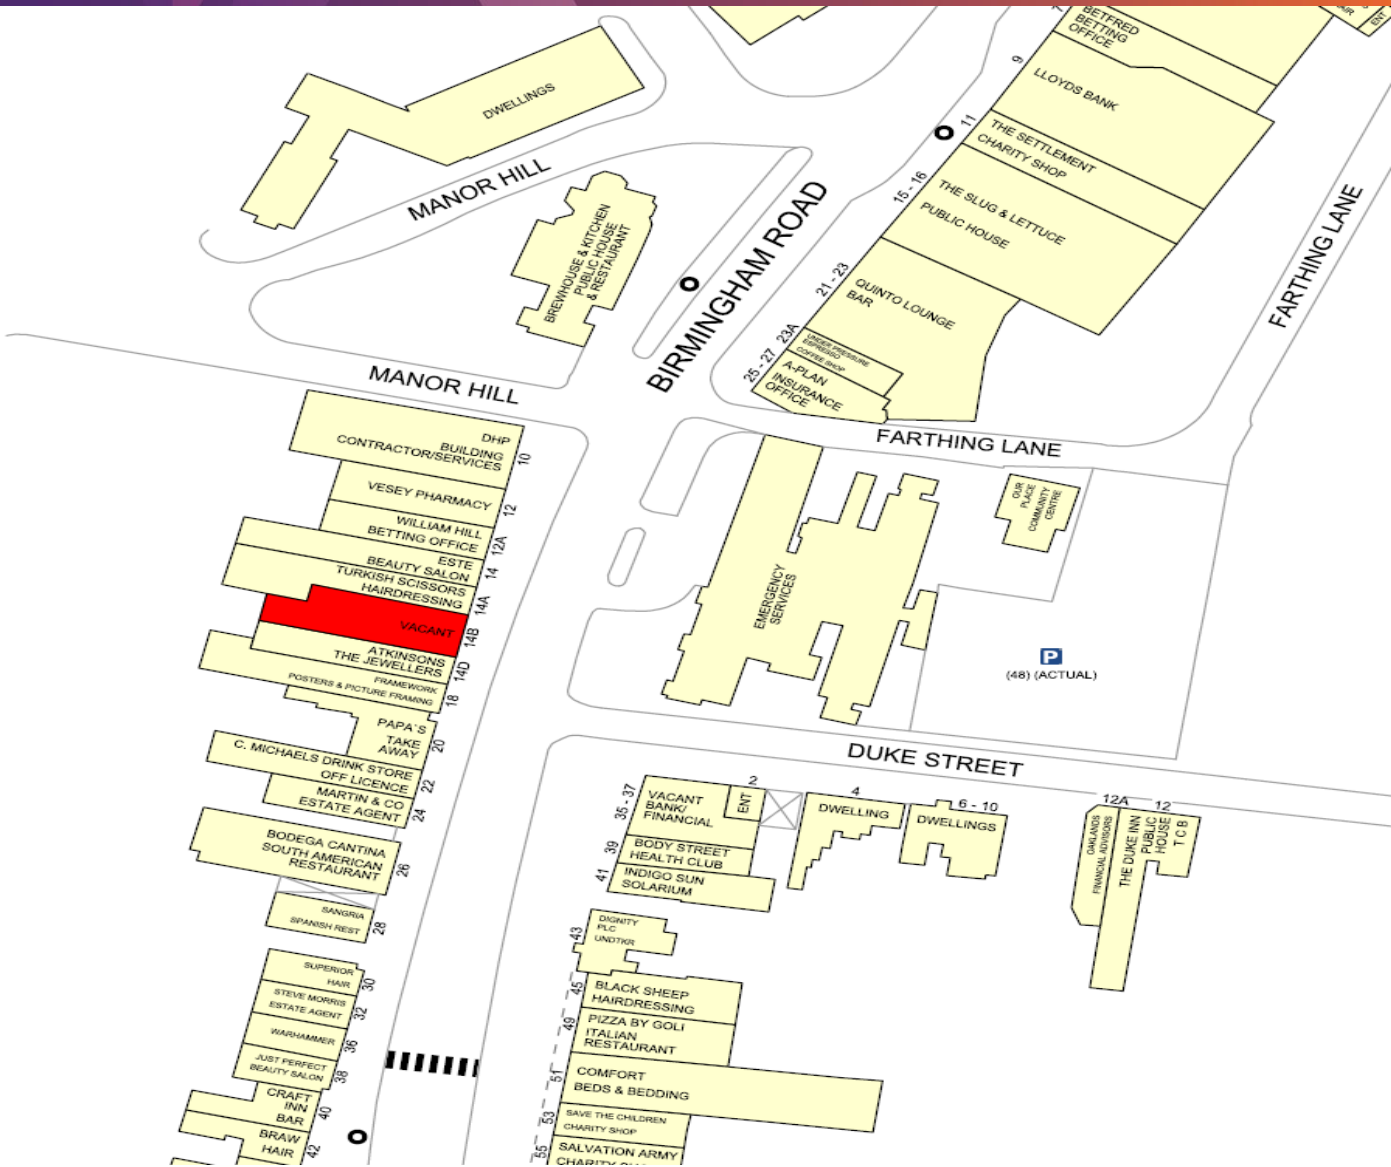 BETFRED
BETTING
OFFICE
ENT
9
LLOYDS BANK
11
THE SETTLEMENT
CHARITY SHOP
15 - 16
THE SLUG & LETTUCE
PUBLIC HOUSE
21 - 23
QUINTO LOUNGE
BAR
23A
UNDER PRESSURE
ESPRESSO
COFFEE SHOP
25 - 27
A-PLAN
INSURANCE
OFFICE
DWELLINGS
MANOR HILL
BREWHOUSE & KITCHEN
PUBLIC HOUSE
& RESTAURANT
BIRMINGHAM ROAD
FARTHING LANE
MANOR HILL
FARTHING LANE
DHP
BUILDING
CONTRACTOR/SERVICES
10
VESEY PHARMACY
12
WILLIAM HILL
BETTING OFFICE
12A
ESTE
BEAUTY SALON
14
TURKISH SCISSORS
HAIRDRESSING
14A
VACANT
14B
ATKINSONS
THE JEWELLERS
14D
FRAMEWORK
POSTERS & PICTURE FRAMING
18
PAPA`S
TAKE
AWAY
20
C. MICHAELS DRINK STORE
OFF LICENCE
22
MARTIN & CO
ESTATE AGENT
24
BODEGA CANTINA
SOUTH AMERICAN
RESTAURANT
26
SANGRIA
SPANISH REST
28
SUPERIOR
HAIR
30
STEVE MORRIS
ESTATE AGENT
32
WARHAMMER
36
JUST PERFECT
BEAUTY SALON
38
CRAFT
INN
BAR
40
BRAW
HAIR
42
EMERGENCY
SERVICES
OUR
PLACE
COMMUNITY
CENTRE
P
(48) (ACTUAL)
DUKE STREET
35 - 37
VACANT
BANK/
FINANCIAL
ENT
2
4
DWELLING
6 - 10
DWELLINGS
12A
OAKLANDS
FINANCIAL ADVISORS
12
THE DUKE INN
PUBLIC
HOUSE
T C B
39
BODY STREET
HEALTH CLUB
41
INDIGO SUN
SOLARIUM
43
DIGNITY
PLC
UNDTKR
45
BLACK SHEEP
HAIRDRESSING
49
PIZZA BY GOLI
ITALIAN
RESTAURANT
51
COMFORT
BEDS & BEDDING
53
SAVE THE CHILDREN
CHARITY SHOP
55
SALVATION ARMY